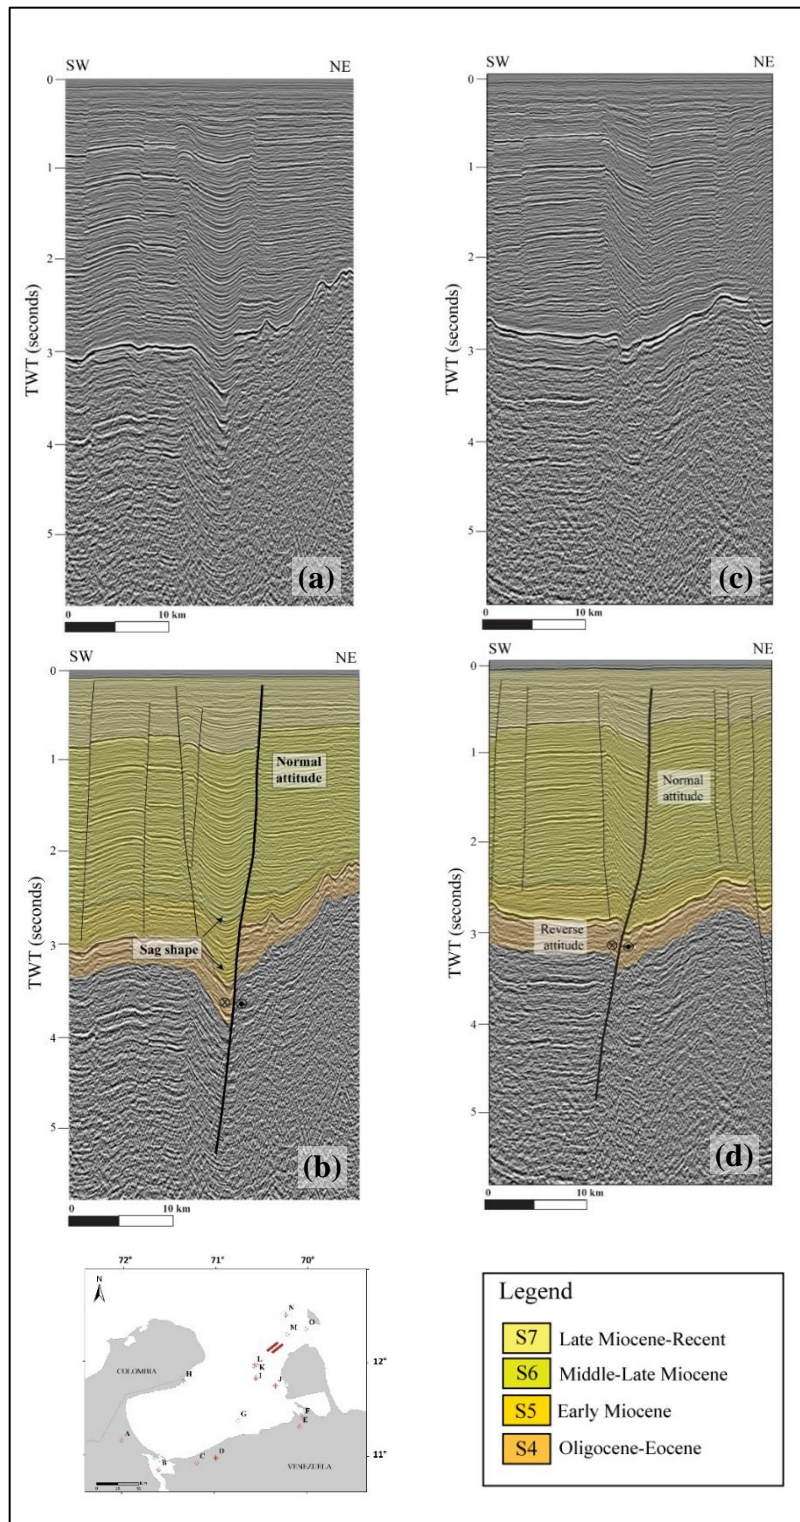 SW NE
0
1
2
3
4
5
TWT (seconds)
(a)
0 10 km
SW NE
0
1
2
3
4
5
TWT (seconds)
(c)
0 10 km
SW NE
0
1
2
3
4
5
TWT (seconds)
Normal
attitude
Sag shape
(b)
0 10 km
SW NE
0
1
2
3
4
5
TWT (seconds)
Normal
attitude
Reverse
attitude
(d)
0 10 km
72° 71° 70°
N
N
O
M
12°
COLOMBIA
L
K
I
J
H
G
F
E
A
11°
B
C
D
VENEZUELA
Legend
S7 Late Miocene-Recent
S6 Middle-Late Miocene
S5 Early Miocene
S4 Oligocene-Eocene